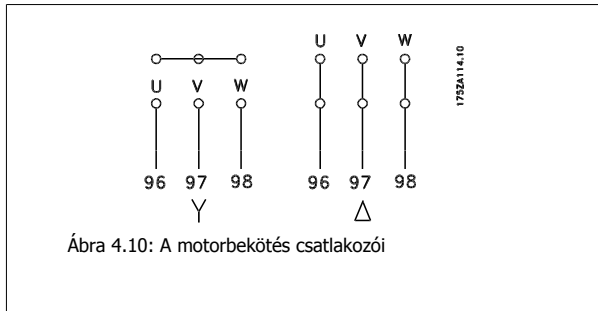 U V W
U V W
175ZA114.10
96 97 98 96 97 98
Y Δ
Ábra 4.10: A motorbekötés csatlakozói